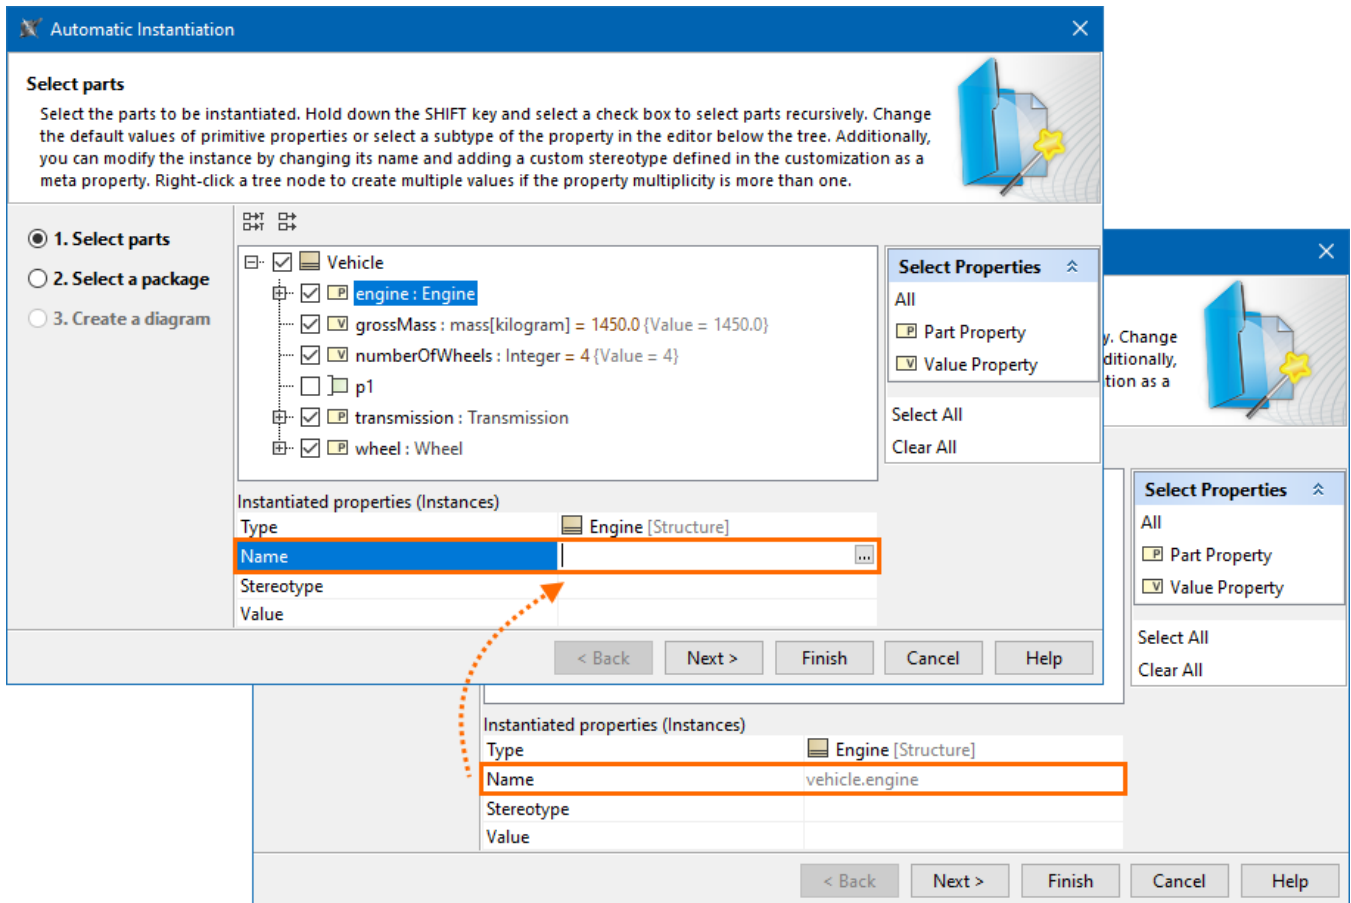 Automatic Instantiation
Select parts
Select the parts to be instantiated. Hold down the SHIFT key and select a check box to select parts recursively. Change
the default values of primitive properties or select a subtype of the property in the editor below the tree. Additionally,
you can modify the instance by changing its name and adding a custom stereotype defined in the customization as a
meta property. Right-click a tree node to create multiple values if the property multiplicity is more than one.
1. Select parts
2. Select a package
3. Create a diagram
Vehicle
P engine : Engine
V grossMass : mass[kilogram] = 1450.0 {Value = 1450.0}
V numberOfWheels : Integer = 4 {Value = 4}
p1
P transmission : Transmission
P wheel : Wheel
Select Properties
All
P Part Property
V Value Property
Select All
Clear All
Instantiated properties (Instances)
Type Engine [Structure]
Name ...
Stereotype
Value
< Back Next > Finish Cancel Help
y. Change
ditionally,
tion as a
Select Properties
All
P Part Property
V Value Property
Select All
Clear All
Instantiated properties (Instances)
Type Engine [Structure]
Name vehicle.engine
Stereotype
Value
< Back Next > Finish Cancel Help